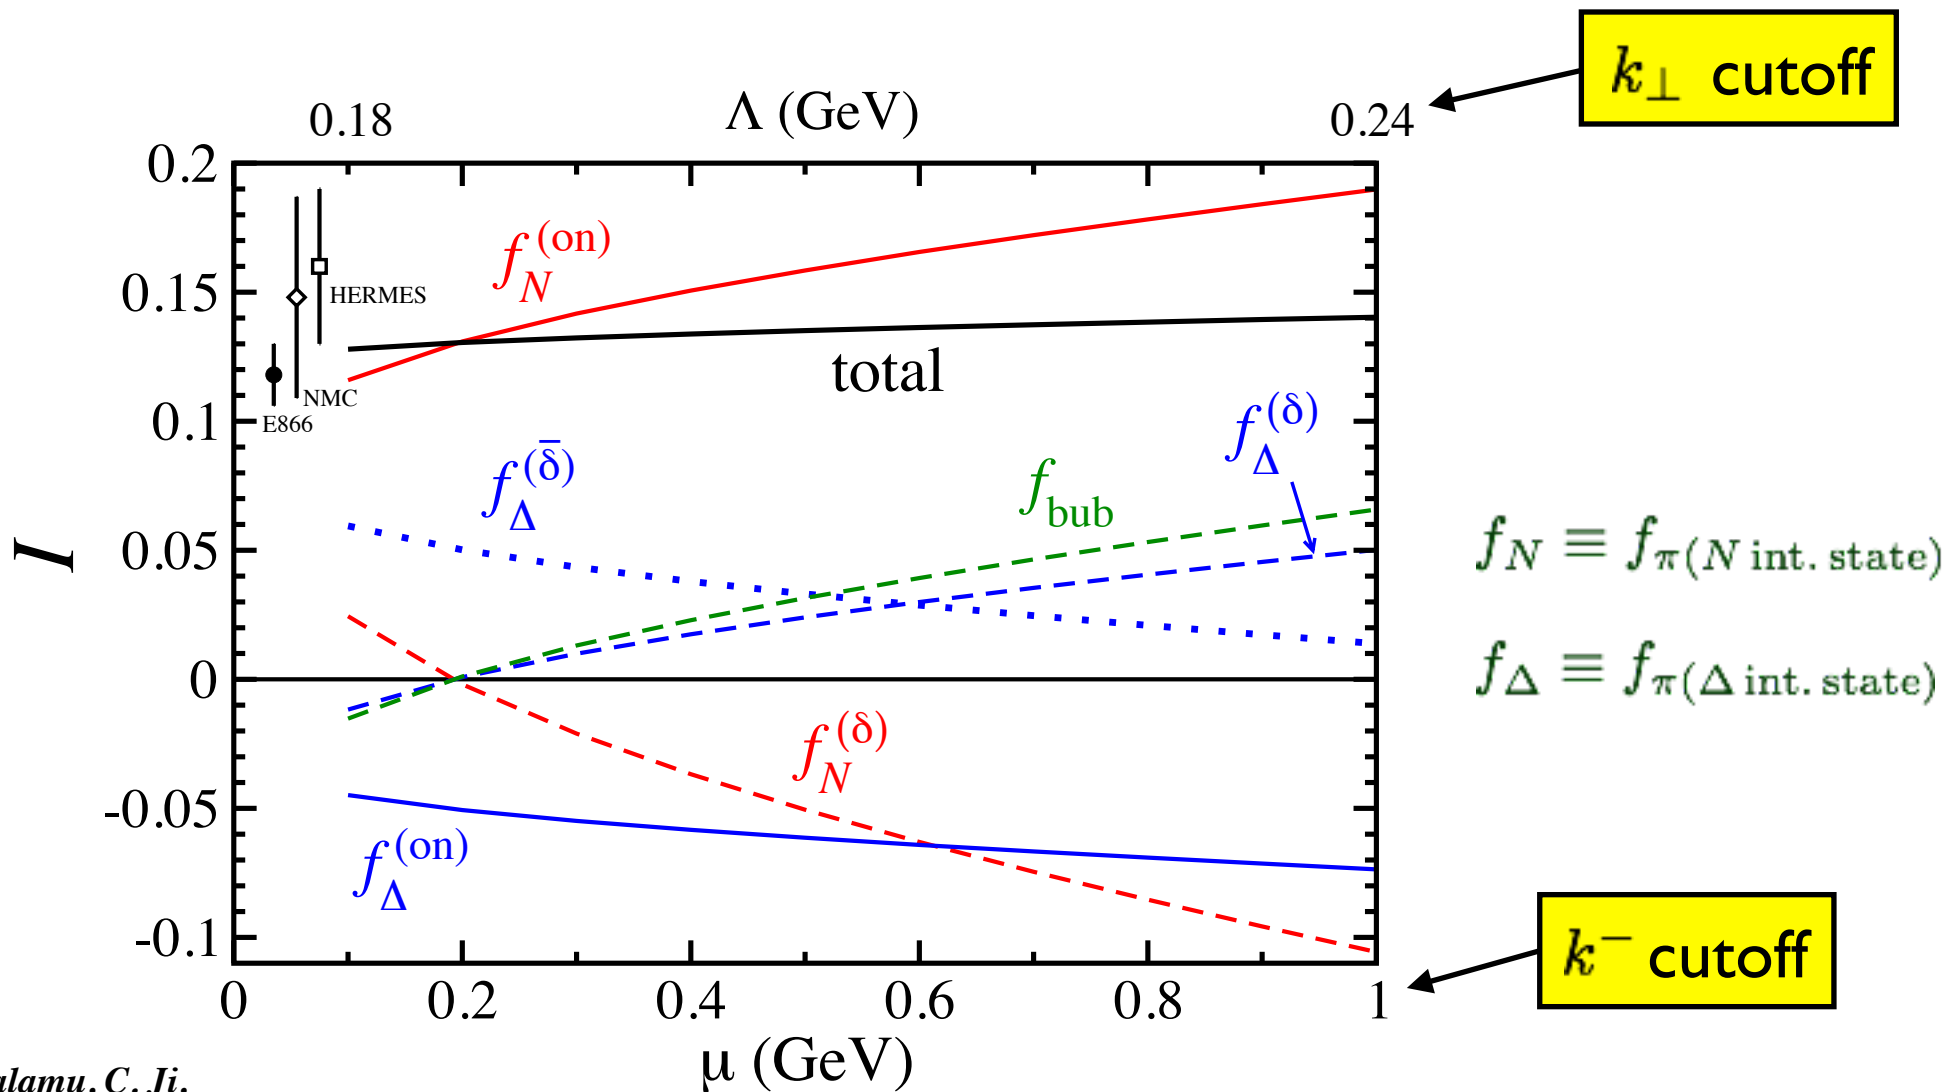 k⊥ cutoff
Λ (GeV)
0.18
0.24
0.2
0.15
0.1
0.05
0
-0.05
-0.1
I
f_N^(on)
HERMES
NMC
E866
total
f_Δ^(δ̄)
f_bub
f_Δ^(δ)
f_N^(δ)
f_Δ^(on)
f_N ≡ f_π(N int. state)
f_Δ ≡ f_π(Δ int. state)
k⁻ cutoff
0 0.2 0.4 0.6 0.8 1
μ (GeV)
alamu, C. Ji,